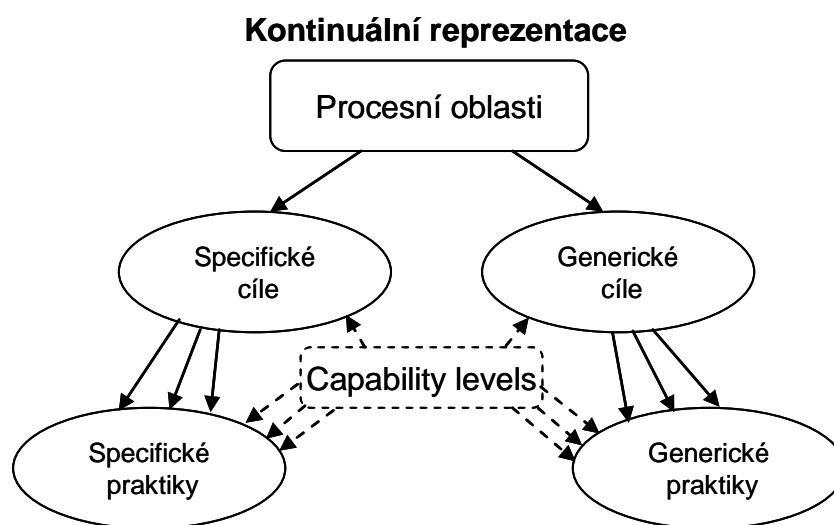 Kontinuální reprezentace
Procesní oblasti
Specifické
cíle
Generické
cíle
Capability levels
Specifické
praktiky
Generické
praktiky